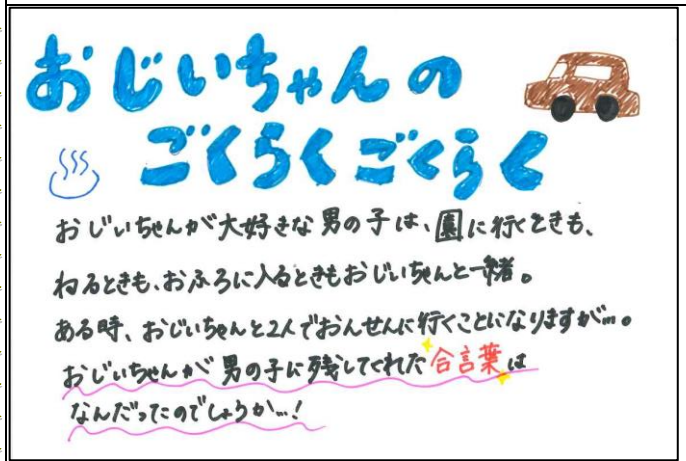 おじいちゃんの
ごくらくごくらく
おじいちゃんが大好きな男の子は、園に行くときも、
ねるときも、おふろに入るときもおじいちゃんと一緒。
ある時、おじいちゃんと2人でおんせんに行くことになりますが…。
おじいちゃんが男の子に残してくれた合言葉は
なんだったのでしょうか…!